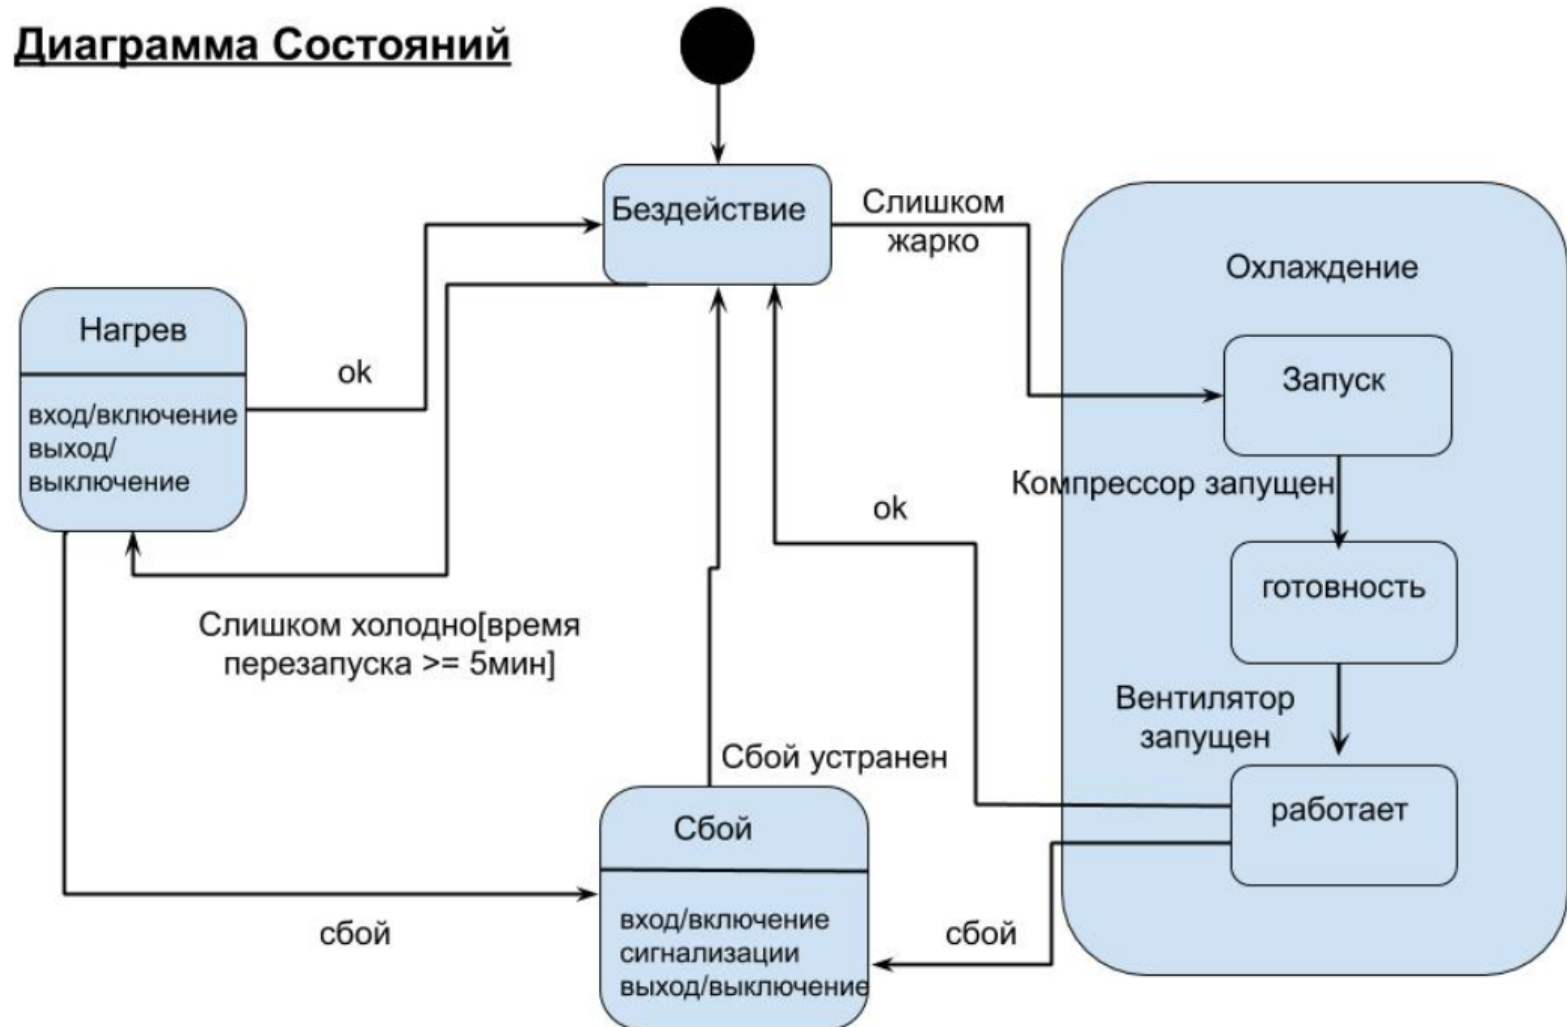 Диаграмма Состояний
Бездействие
Слишком
жарко
Охлаждение
Нагрев
вход/включение
выход/
выключение
ok
Запуск
Компрессор запущен
ok
готовность
Слишком холодно[время
перезапуска >= 5мин]
Вентилятор
запущен
Сбой устранен
работает
Сбой
вход/включение
сигнализации
выход/выключение
сбой
сбой